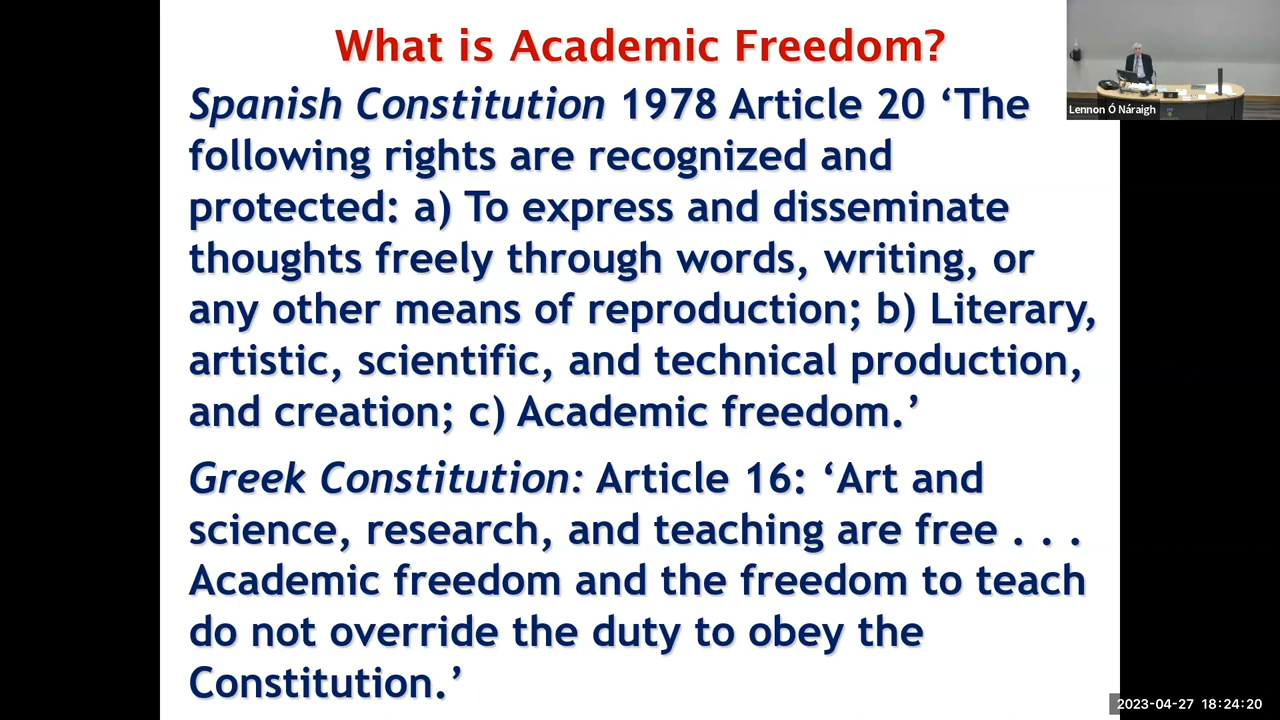 What is Academic Freedom?
Spanish Constitution 1978 Article 20 ‘The
following rights are recognized and
protected: a) To express and disseminate
thoughts freely through words, writing, or
any other means of reproduction; b) Literary,
artistic, scientific, and technical production,
and creation; c) Academic freedom.’
Greek Constitution: Article 16: ‘Art and
science, research, and teaching are free . . .
Academic freedom and the freedom to teach
do not override the duty to obey the
Constitution.’
Lennon Ó Náraigh
2023-04-27 18:24:20